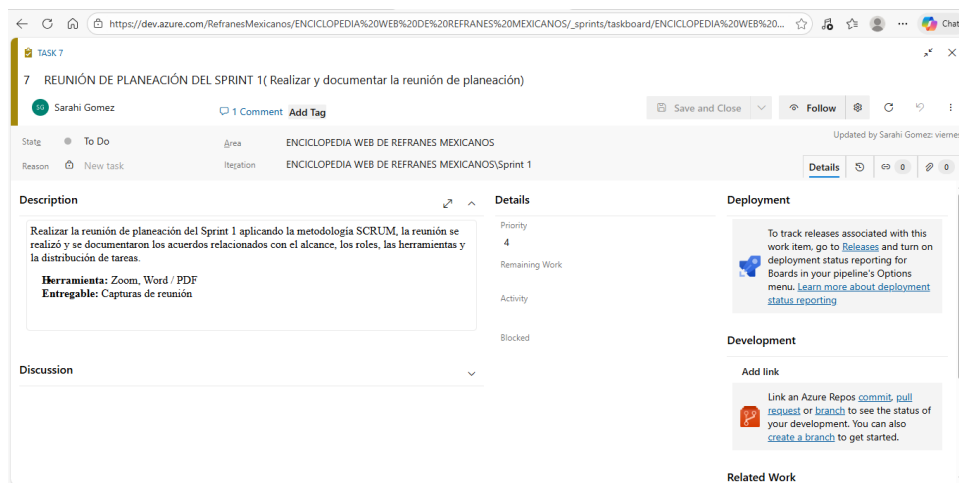 https://dev.azure.com/RefranesMexicanos/ENCICLOPEDIA%20WEB%20DE%20REFRANES%20MEXICANOS/_sprints/taskboard/ENCICLOPEDIA%20WEB%20...
Chat
TASK 7
7 REUNIÓN DE PLANEACIÓN DEL SPRINT 1( Realizar y documentar la reunión de planeación)
SG Sarahi Gomez
1 Comment Add Tag
Save and Close
Follow
State To Do
Area ENCICLOPEDIA WEB DE REFRANES MEXICANOS
Updated by Sarahi Gomez: viernes
Reason New task
Iteration ENCICLOPEDIA WEB DE REFRANES MEXICANOS\Sprint 1
Details 0 0
Description
Realizar la reunión de planeación del Sprint 1 aplicando la metodología SCRUM, la reunión se
realizó y se documentaron los acuerdos relacionados con el alcance, los roles, las herramientas y
la distribución de tareas.
Herramienta: Zoom, Word / PDF
Entregable: Capturas de reunión
Discussion
Details
Priority
4
Remaining Work
Activity
Blocked
Deployment
To track releases associated with this
work item, go to Releases and turn on
deployment status reporting for
Boards in your pipeline's Options
menu. Learn more about deployment
status reporting
Development
Add link
Link an Azure Repos commit, pull
request or branch to see the status of
your development. You can also
create a branch to get started.
Related Work